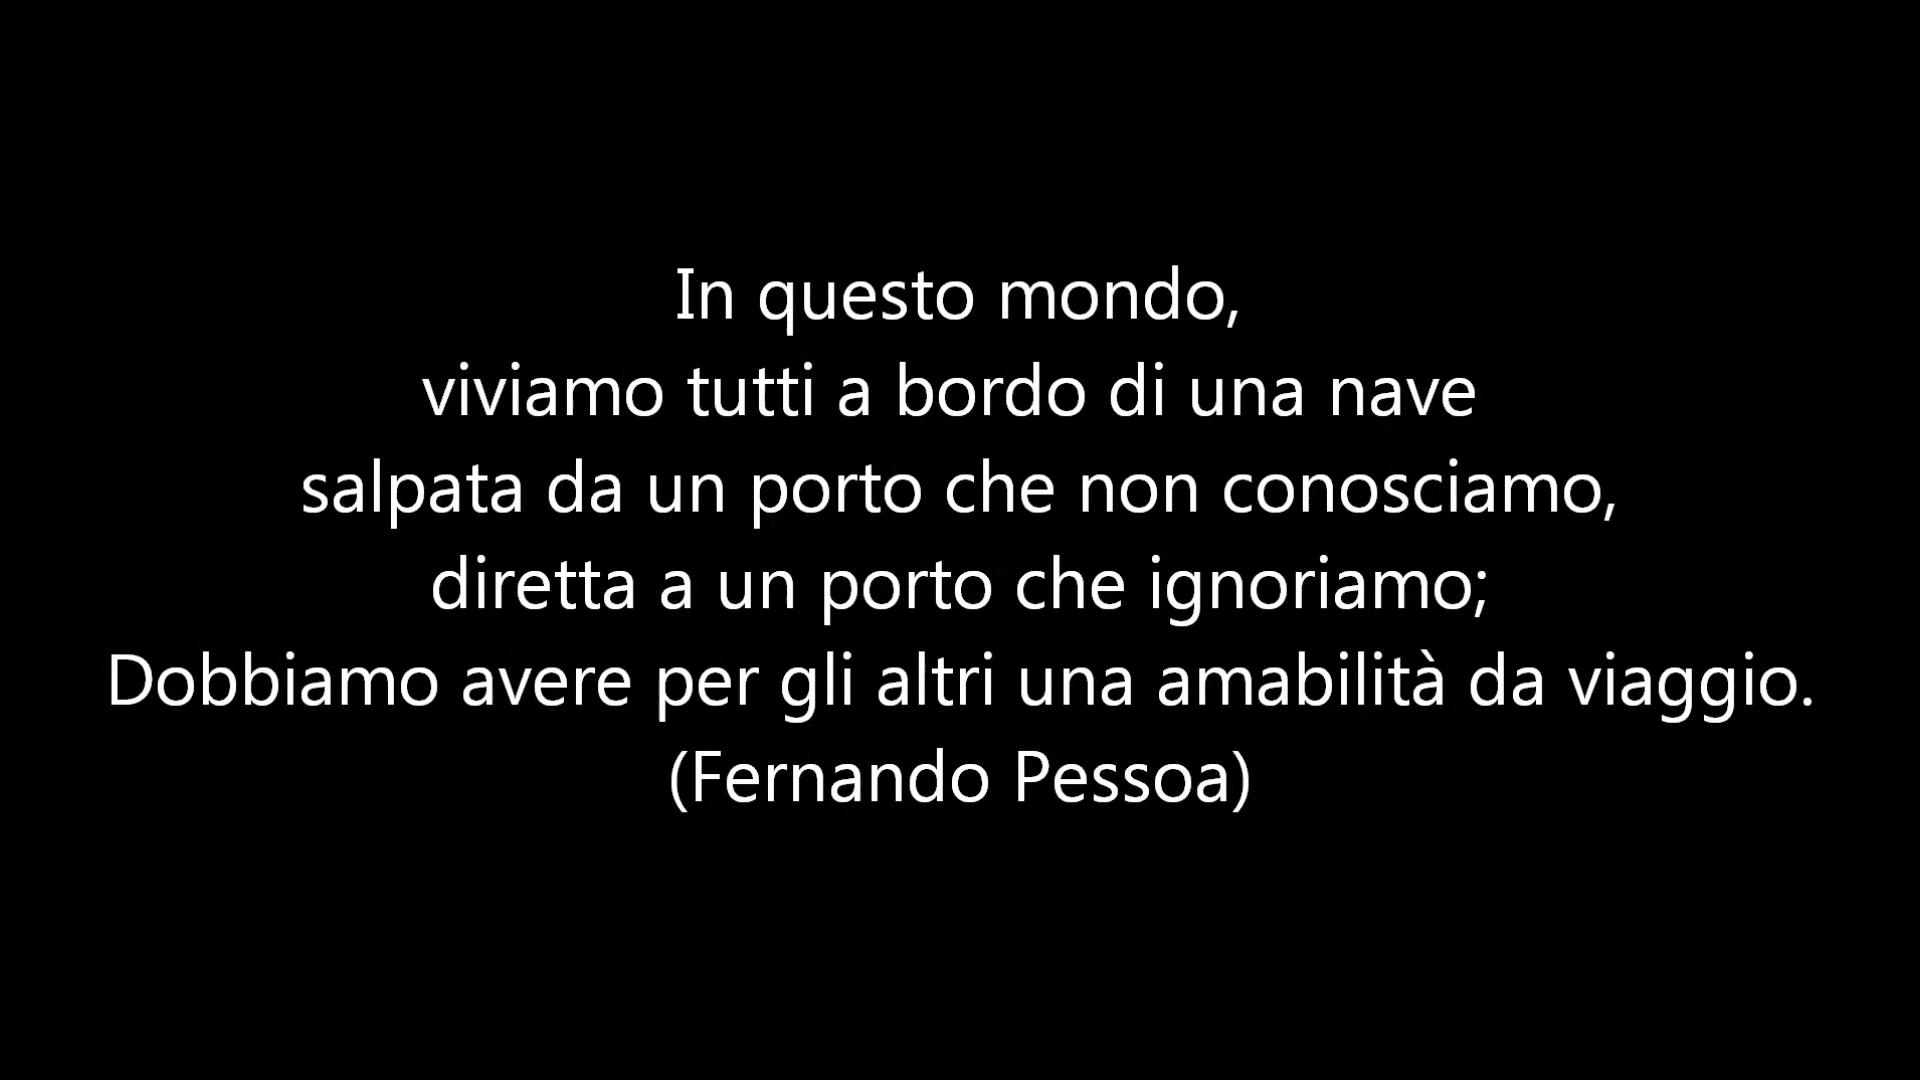 In questo mondo,
viviamo tutti a bordo di una nave
salpata da un porto che non conosciamo,
diretta a un porto che ignoriamo;
Dobbiamo avere per gli altri una amabilità da viaggio.
(Fernando Pessoa)